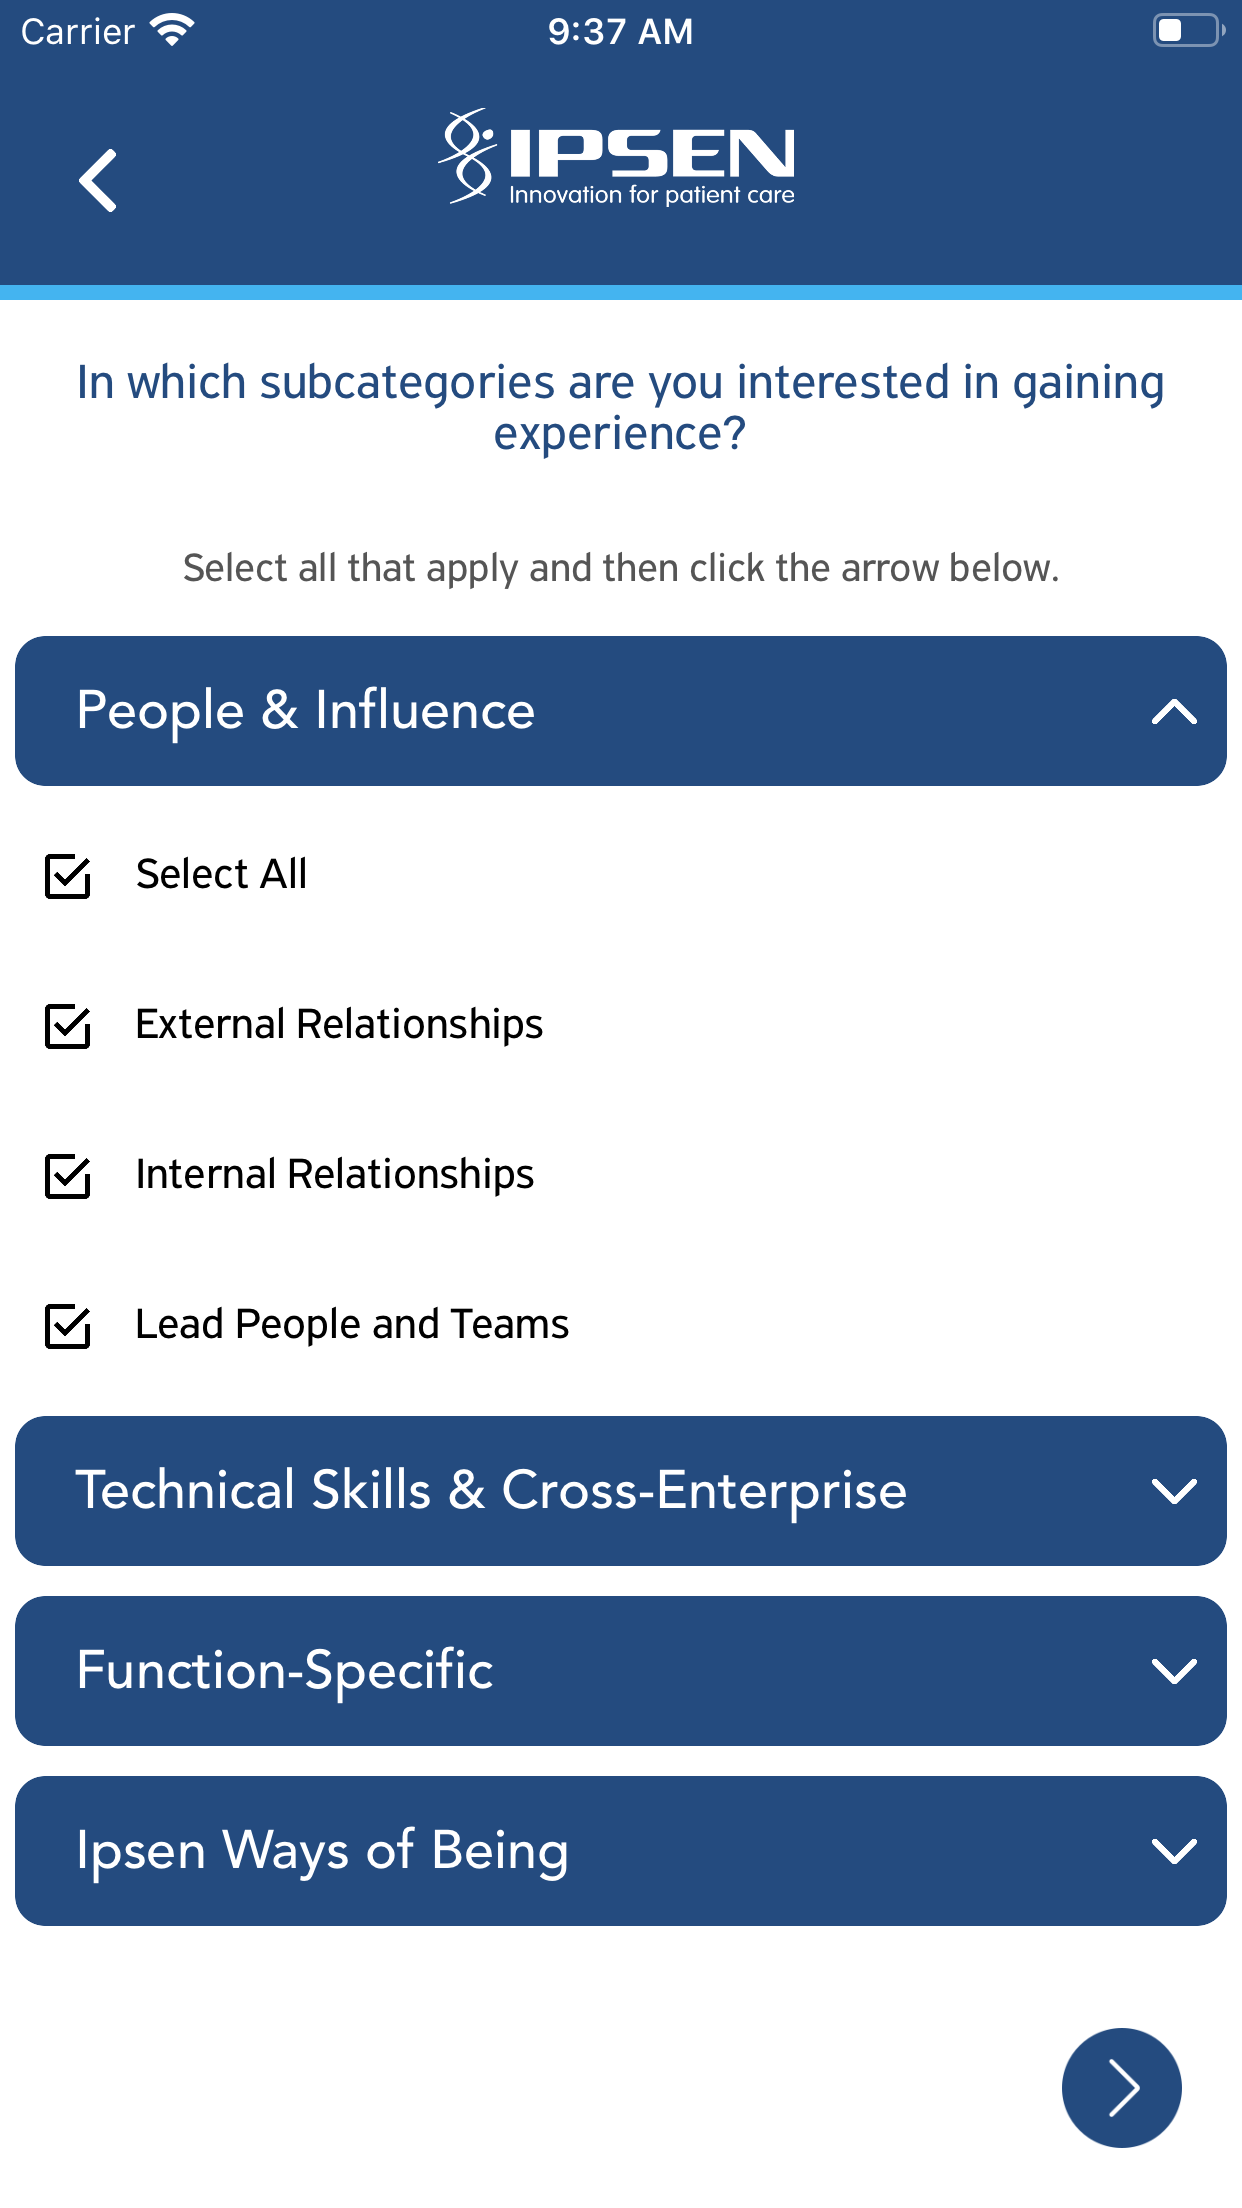 Carrier
9:37 AM
IPSEN
Innovation for patient care
In which subcategories are you interested in gaining
experience?
Select all that apply and then click the arrow below.
People & Influence
Select All
External Relationships
Internal Relationships
Lead People and Teams
Technical Skills & Cross-Enterprise
Function-Specific
Ipsen Ways of Being